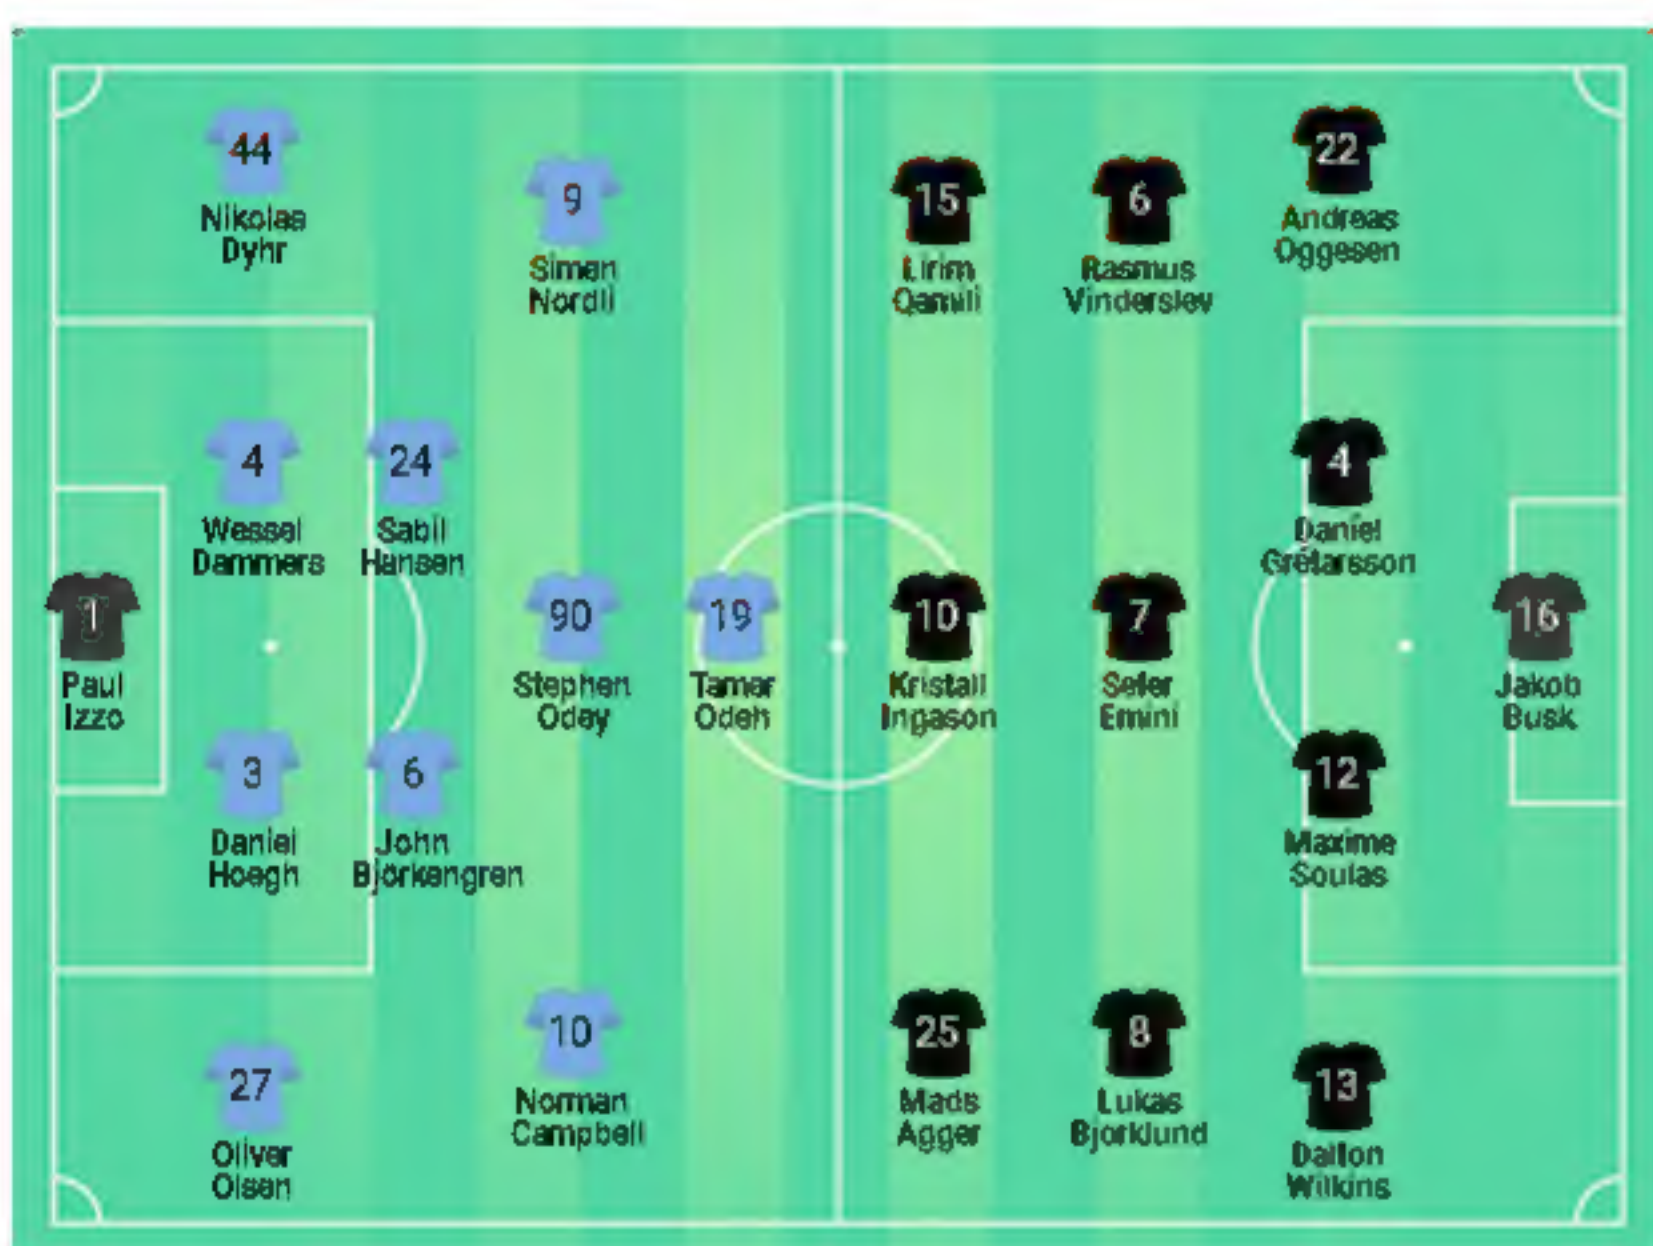 44
Nikolas
Dyhr
9
Simen
Nordli
15
Lirim
Qamili
6
Rasmus
Vinderslev
22
Andreas
Oggesen
4
Wessel
Dammers
24
Sabil
Hansen
4
Daniel
Grétarsson
1
Paul
Izzo
90
Stephen
Odey
19
Tamer
Odeh
10
Kristall
Ingason
7
Sefer
Emini
16
Jakob
Busk
3
Daniel
Hoegh
6
John
Björkengren
12
Maxime
Soulas
27
Oliver
Olsen
10
Norman
Campbell
25
Mads
Agger
8
Lukas
Bjorklund
13
Dalton
Wilkins